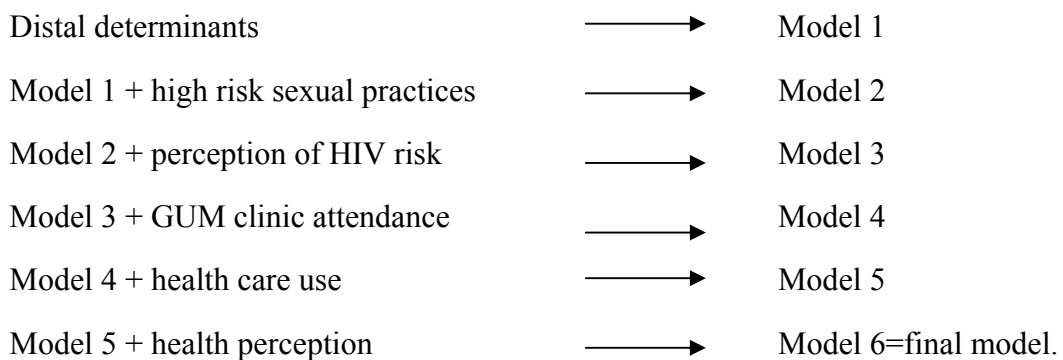 Distal determinants Model 1
Model 1 + high risk sexual practices Model 2
Model 2 + perception of HIV risk Model 3
Model 3 + GUM clinic attendance Model 4
Model 4 + health care use Model 5
Model 5 + health perception Model 6=final model.